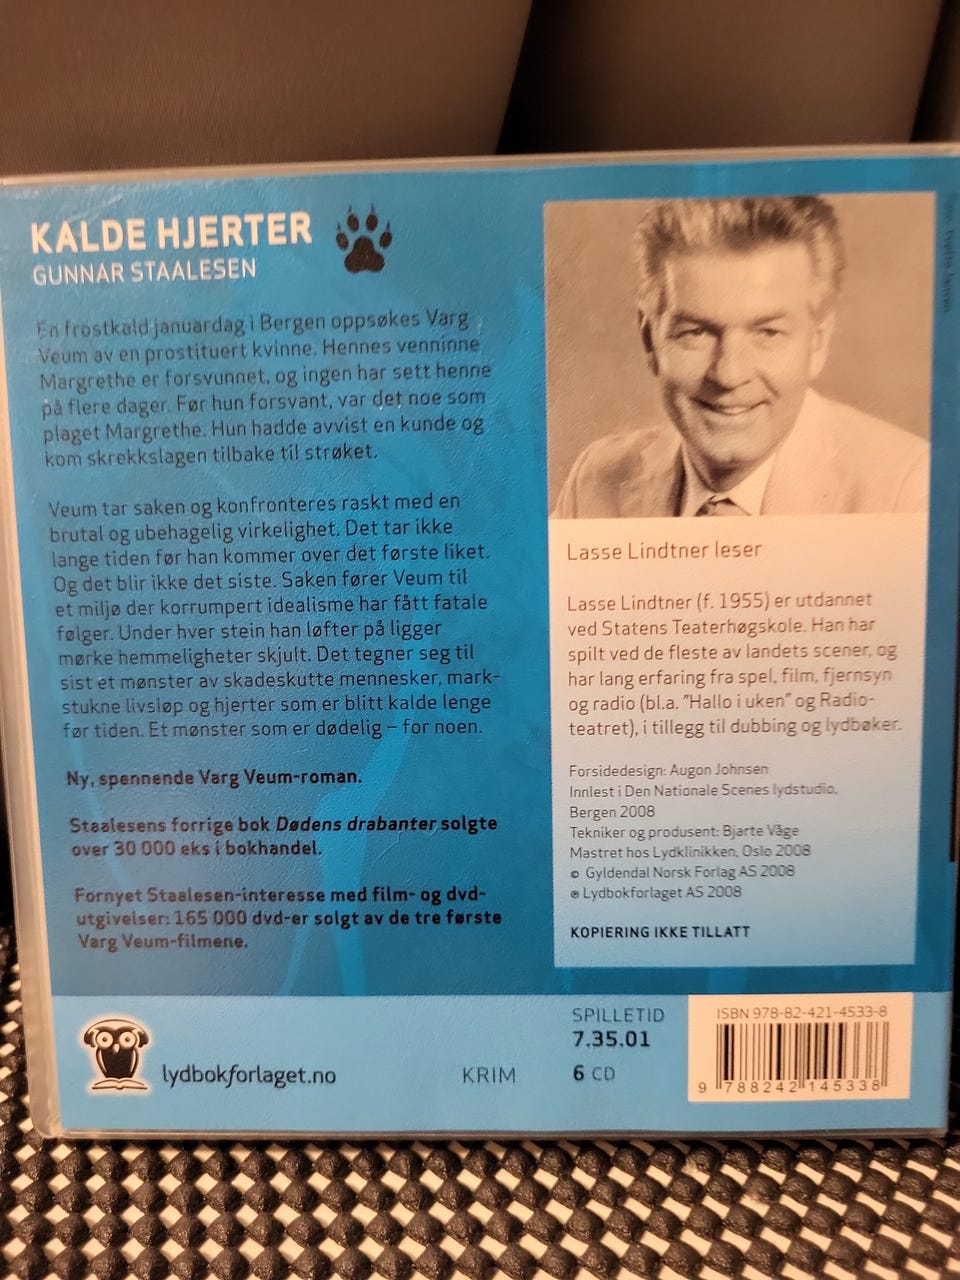 KALDE HJERTER
GUNNAR STAALESEN
En frostkald januardag i Bergen oppsøkes Varg
Veum av en prostituert kvinne. Hennes venninne
Margrethe er forsvunnet, og ingen har sett henne
på flere dager. Før hun forsvant, var det noe som
plaget Margrethe. Hun hadde avvist en kunde og
kom skrekkslagen tilbake til strøket.
Veum tar saken og konfronteres raskt med en
brutal og ubehagelig virkelighet. Det tar ikke
lange tiden før han kommer over det første liket.
Og det blir ikke det siste. Saken fører Veum til
et miljø der korrumpert idealisme har fått fatale
følger. Under hver stein han løfter på ligger
mørke hemmeligheter skjult. Det tegner seg til
sist et mønster av skadeskutte mennesker, mark-
stukne livsløp og hjerter som er blitt kalde lenge
før tiden. Et mønster som er dødelig – for noen.
Ny, spennende Varg Veum-roman.
Staalesens forrige bok Dødens drabanter solgte
over 30 000 eks i bokhandel.
Fornyet Staalesen-interesse med film- og dvd-
utgivelser: 165 000 dvd-er solgt av de tre første
Varg Veum-filmene.
Lasse Lindtner leser
Lasse Lindtner (f. 1955) er utdannet
ved Statens Teaterhøgskole. Han har
spilt ved de fleste av landets scener, og
har lang erfaring fra spel, film, fjernsyn
og radio (bl.a. "Hallo i uken" og Radio-
teatret), i tillegg til dubbing og lydbøker.
Forsidedesign: Augon Johnsen
Innlest i Den Nationale Scenes lydstudio,
Bergen 2008
Tekniker og produsent: Bjarte Våge
Mastret hos Lydklinikken, Oslo 2008
© Gyldendal Norsk Forlag AS 2008
℗ Lydbokforlaget AS 2008
KOPIERING IKKE TILLATT
lydbokforlaget.no
KRIM
SPILLETID
7.35.01
6 CD
ISBN 978-82-421-4533-8
9 788242 145338